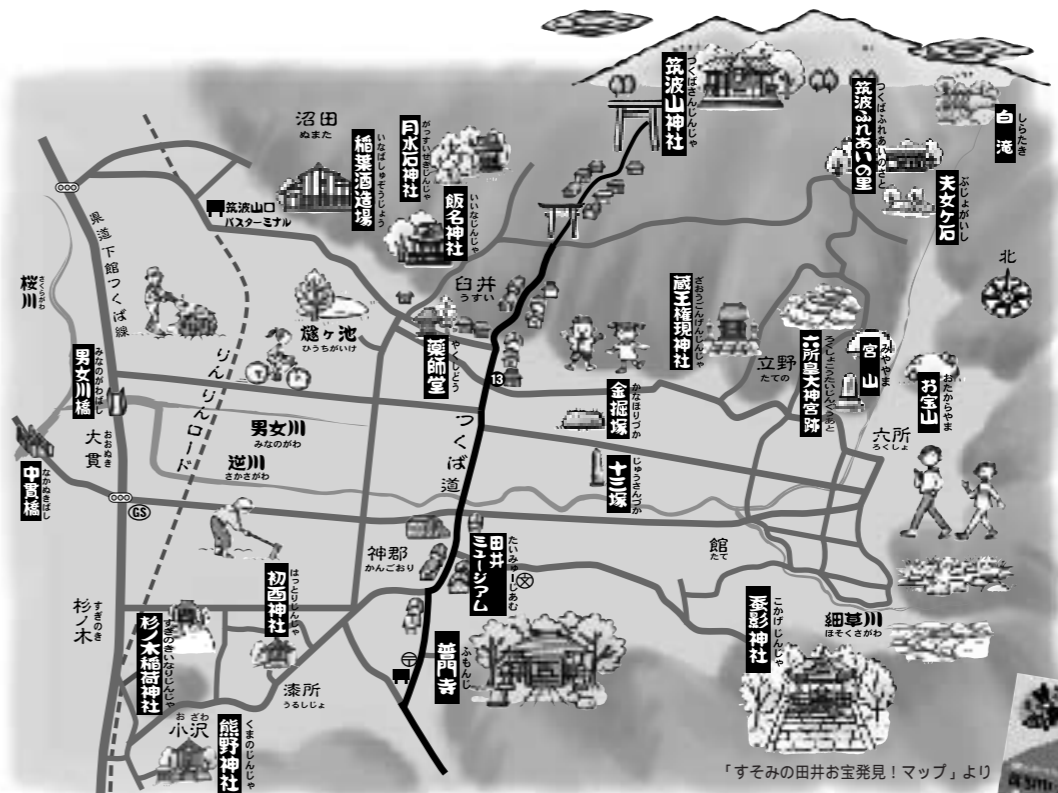 筑波山神社
つくばさんじんじゃ
筑波ふれあいの里
つくばふれあいのさと
白滝
しらたき
夫女ケ石
ぶじょがいし
北
沼田
ぬまた
稲葉酒造場
いなばしゅぞうじょう
月水石神社
がっすいせきじんじゃ
飯名神社
いいなじんじゃ
筑波山口
バスターミナル
県道下館つくば線
桜川
さくらがわ
臼井
うすい
ひうちがいけ
薬師堂
やくしどう
蔵王権現神社
ざおうごんげんじんじゃ
立野
たての
六所皇大神宮跡
ろくしょこうたいじんぐうあと
宮山
みややま
お宝山
おたからやま
六所
ろくしょ
男女川橋
みなのがわばし
りんりんロード
13
つくば道
金掘塚
かなほりづか
十三塚
じゅうさんづか
大貫
おおぬき
男女川
みなのがわ
逆川
さかさがわ
中貫橋
なかぬきばし
GS
神郡
かんごおり
田井ミュージアム
たいみゅーじあむ
文
館
たて
初酉神社
はっとりじんじゃ
杉ノ木
すぎのき
杉ノ木稲荷神社
すぎのきいなりじんじゃ
普門寺
ふもんじ
〒
蚕影神社
こかげじんじゃ
細草川
ほそくさがわ
漆所
うるしじょ
小沢
おざわ
熊野神社
くまのじんじゃ
「すそみの田井お宝発見！マップ」より